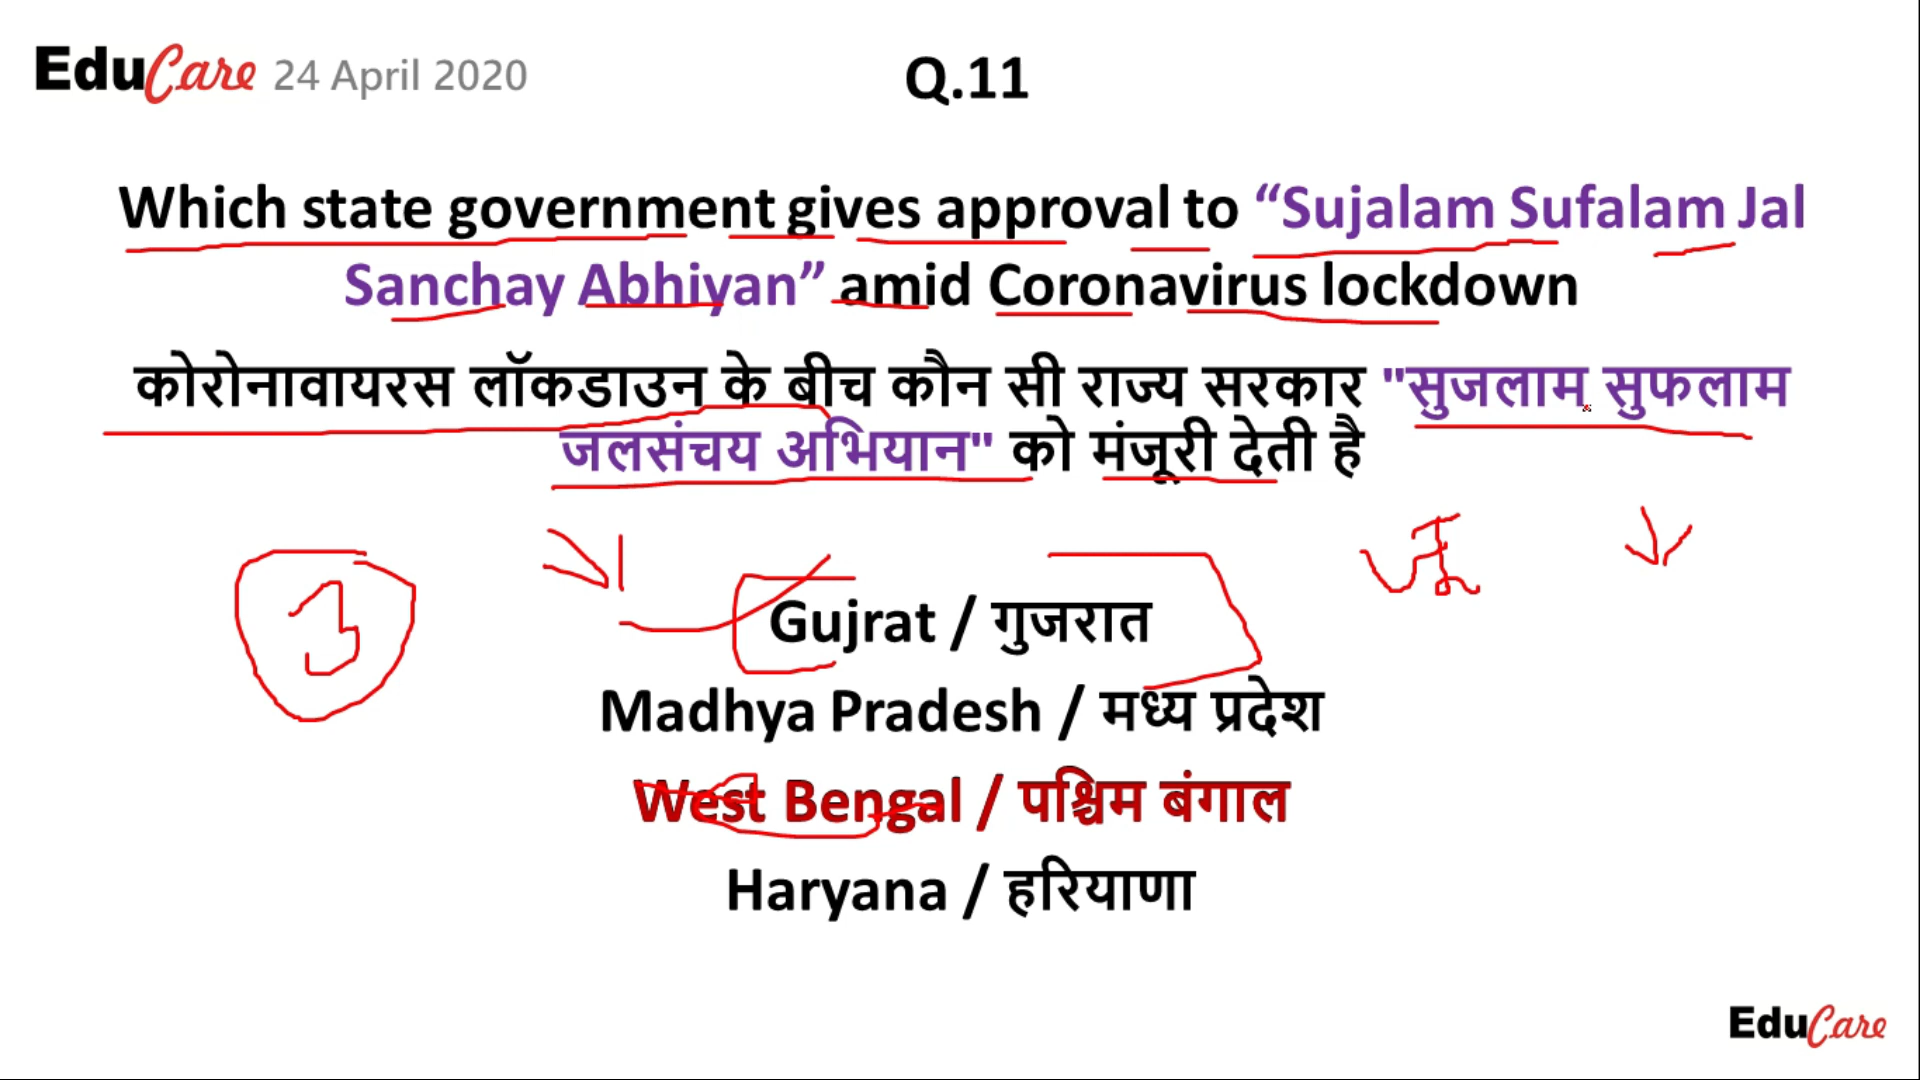 EduCare 24 April 2020
Q.11
Which state government gives approval to “Sujalam Sufalam Jal
Sanchay Abhiyan” amid Coronavirus lockdown
कोरोनावायरस लॉकडाउन के बीच कौन सी राज्य सरकार "सुजलाम सुफलाम
जलसंचय अभियान" को मंजूरी देती है
3
Gujrat / गुजरात
Madhya Pradesh / मध्य प्रदेश
West Bengal / पश्चिम बंगाल
Haryana / हरियाणा
EduCare